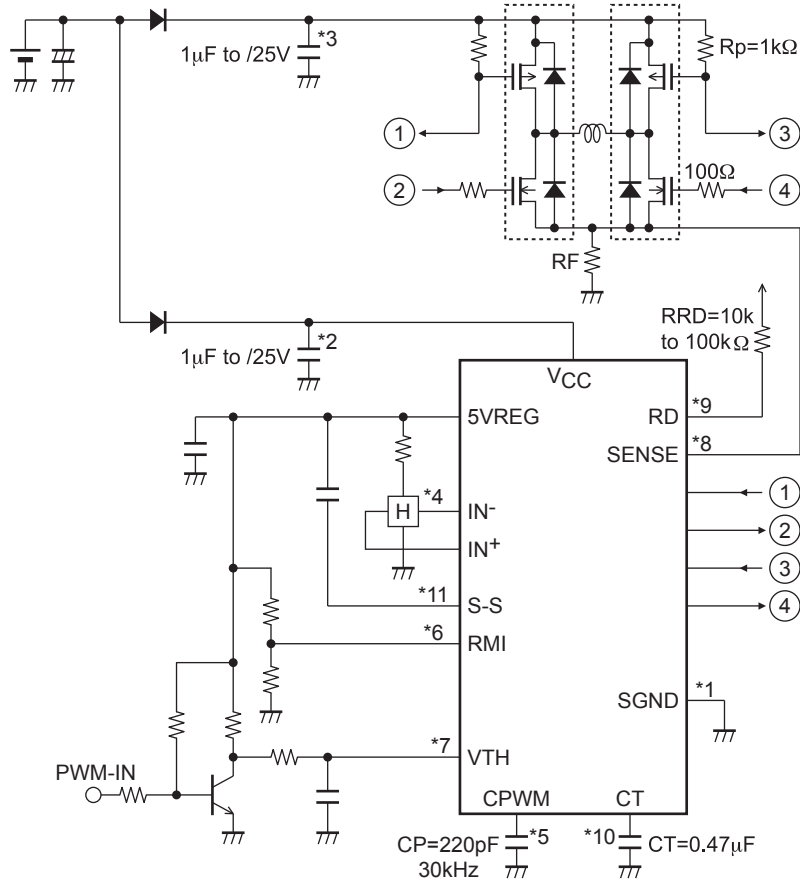 *3
1μF to /25V
Rp=1kΩ
1
3
2
100Ω
4
RF
*2
1μF to /25V
RRD=10k
to 100kΩ
VCC
*9
5VREG
RD
*8
SENSE
*4
H
IN-
1
2
IN+
3
*11
S-S
4
*6
RMI
*1
SGND
*7
VTH
PWM-IN
CPWM
CT
CP=220pF
*5
*10
CT=0.47μF
30kHz